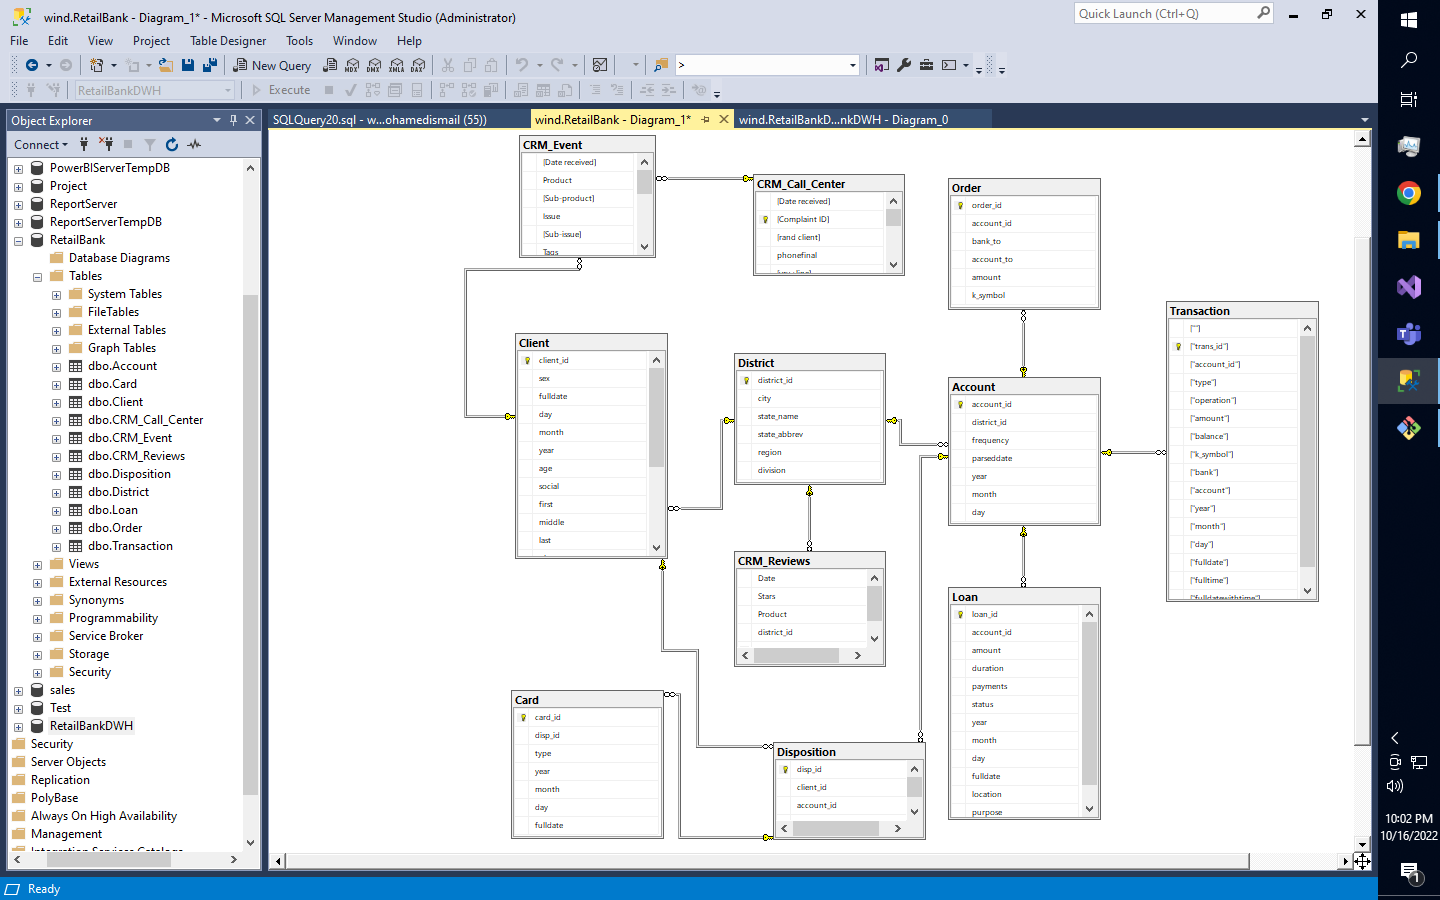 wind.RetailBank - Diagram_1* - Microsoft SQL Server Management Studio (Administrator)
Quick Launch (Ctrl+Q)
File Edit View Project Table Designer Tools Window Help
New Query
MDX DMX XMLA DAX
>
RetailBankDWH
Execute
Object Explorer
Connect
PowerBIServerTempDB
Project
ReportServer
ReportServerTempDB
RetailBank
Database Diagrams
Tables
System Tables
FileTables
External Tables
Graph Tables
dbo.Account
dbo.Card
dbo.Client
dbo.CRM_Call_Center
dbo.CRM_Event
dbo.CRM_Reviews
dbo.Disposition
dbo.District
dbo.Loan
dbo.Order
dbo.Transaction
Views
External Resources
Synonyms
Programmability
Service Broker
Storage
Security
sales
Test
RetailBankDWH
Security
Server Objects
Replication
PolyBase
Always On High Availability
Management
Integration Services Catalogs
SQLQuery20.sql - w...ohamedismail (55))
wind.RetailBank - Diagram_1*
wind.RetailBankD...nkDWH - Diagram_0
CRM_Event
[Date received]
Product
[Sub-product]
Issue
[Sub-issue]
Tags
CRM_Call_Center
[Date received]
[Complaint ID]
[rand client]
phonefinal
Order
order_id
account_id
bank_to
account_to
amount
k_symbol
Transaction
[""]
["trans_id"]
["account_id"]
["type"]
["operation"]
["amount"]
["balance"]
["k_symbol"]
["bank"]
["account"]
["year"]
["month"]
["day"]
["fulldate"]
["fulltime"]
["fulldatewithtime"]
Client
client_id
sex
fulldate
day
month
year
age
social
first
middle
last
District
district_id
city
state_name
state_abbrev
region
division
Account
account_id
district_id
frequency
parseddate
year
month
day
CRM_Reviews
Date
Stars
Product
district_id
Loan
loan_id
account_id
amount
duration
payments
status
year
month
day
fulldate
location
purpose
Card
card_id
disp_id
type
year
month
day
fulldate
Disposition
disp_id
client_id
account_id
Ready
10:02 PM
10/16/2022
1